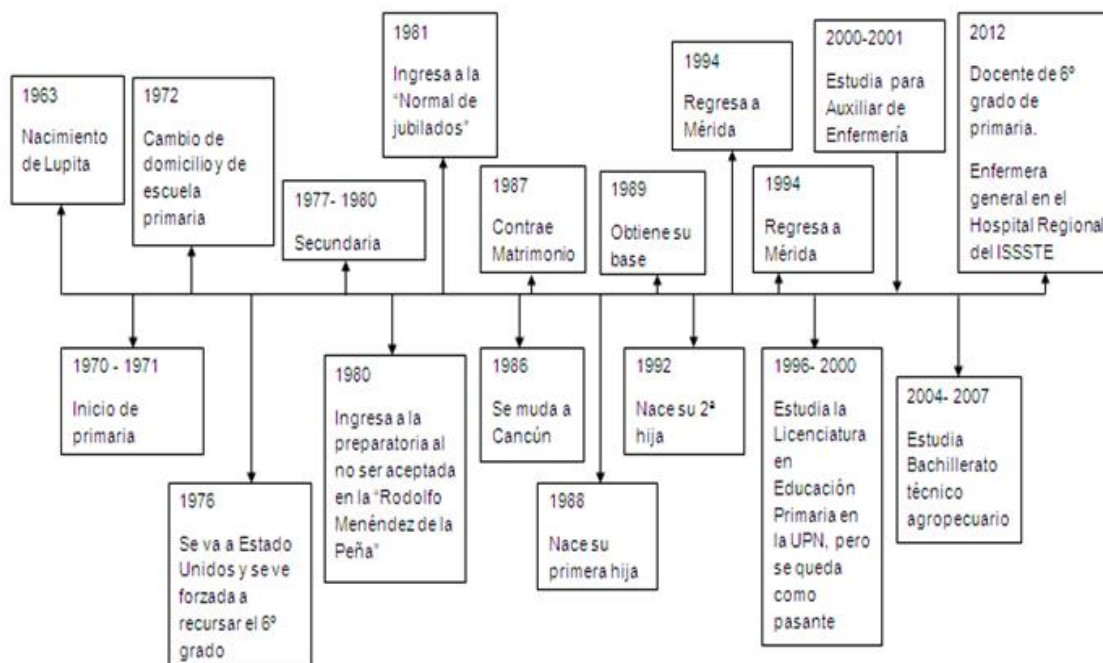 1963
Nacimiento
de Lupita
1972
Cambio de
domicilio y de
escuela
primaria
1977- 1980
Secundaria
1981
Ingresa a la
“Normal de
jubilados”
1987
Contrae
Matrimonio
1989
Obtiene su
base
1994
Regresa a
Mérida
1994
Regresa a
Mérida
2000-2001
Estudia para
Auxiliar de
Enfermería
2012
Docente de 6º
grado de
primaria.
Enfermera
general en el
Hospital Regional
del ISSSTE
1970 - 1971
Inicio de
primaria
1976
Se va a Estado
Unidos y se ve
forzada a
recursar el 6º
grado
1980
Ingresa a la
preparatoria al
no ser aceptada
en la “Rodolfo
Menéndez de la
Peña”
1986
Se muda a
Cancún
1988
Nace su
primera hija
1992
Nace su 2ª
hija
1996- 2000
Estudia la
Licenciatura
en
Educación
Primaria en
la UPN, pero
se queda
como
pasante
2004- 2007
Estudia
Bachillerato
técnico
agropecuario